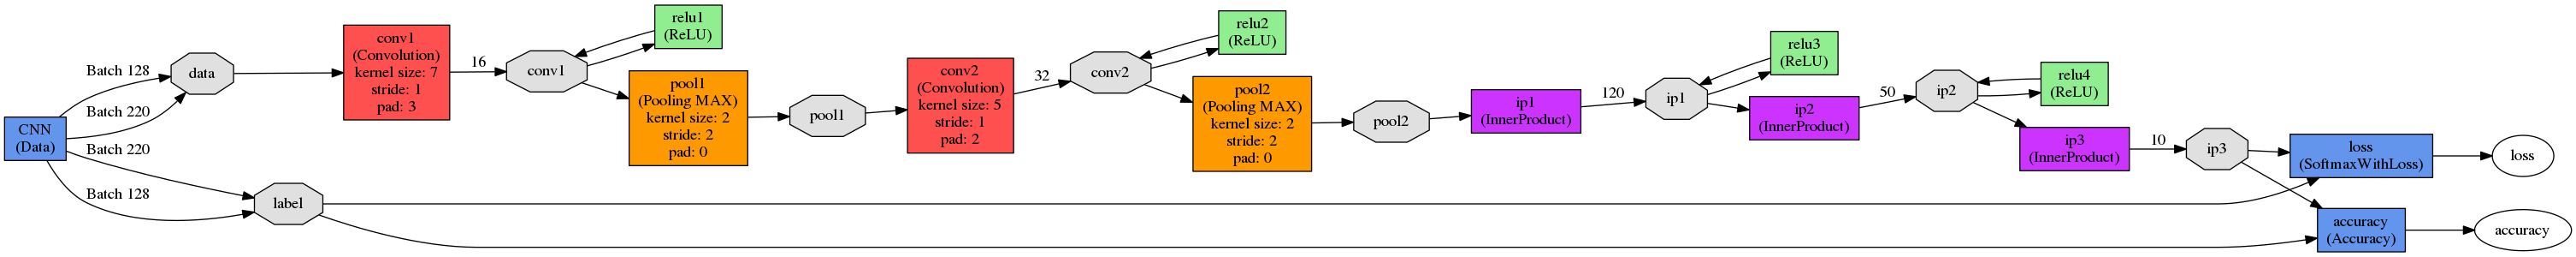 CNN
(Data)
Batch 128
Batch 220
Batch 220
Batch 128
data
label
conv1
(Convolution)
kernel size: 7
stride: 1
pad: 3
16
conv1
relu1
(ReLU)
pool1
(Pooling MAX)
kernel size: 2
stride: 2
pad: 0
pool1
conv2
(Convolution)
kernel size: 5
stride: 1
pad: 2
32
conv2
relu2
(ReLU)
pool2
(Pooling MAX)
kernel size: 2
stride: 2
pad: 0
pool2
ip1
(InnerProduct)
120
ip1
relu3
(ReLU)
ip2
(InnerProduct)
50
ip2
relu4
(ReLU)
ip3
(InnerProduct)
10
ip3
loss
(SoftmaxWithLoss)
loss
accuracy
(Accuracy)
accuracy